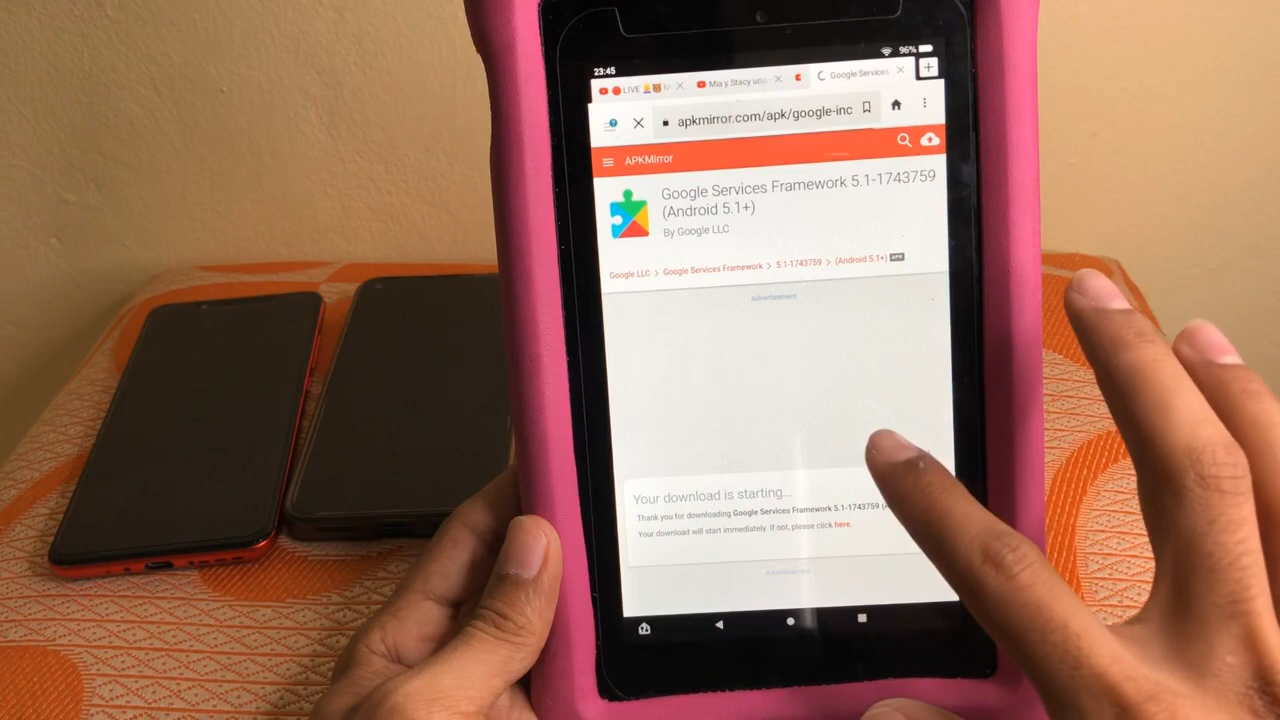 23:45
96%
LIVE
Mia y Stacy
Google Services
apkmirror.com/apk/google-inc
APKMirror
Google Services Framework 5.1-1743759
(Android 5.1+)
By Google LLC
Google LLC > Google Services Framework > 5.1-1743759 > (Android 5.1+) APK
Advertisement
Your download is starting...
Thank you for downloading Google Services Framework 5.1-1743759
Your download will start immediately. If not, please click here.
Advertisement